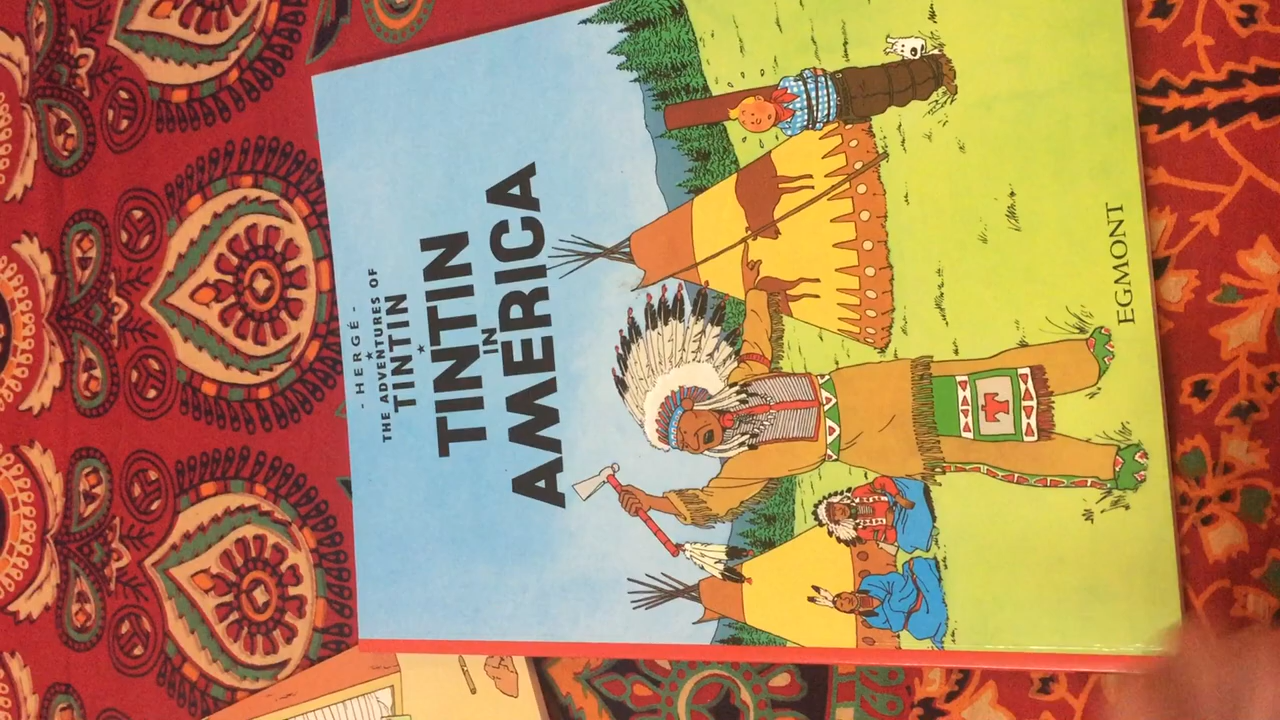 - HERGÉ -
THE ADVENTURES OF
TINTIN
TINTIN
IN
AMERICA
EGMONT